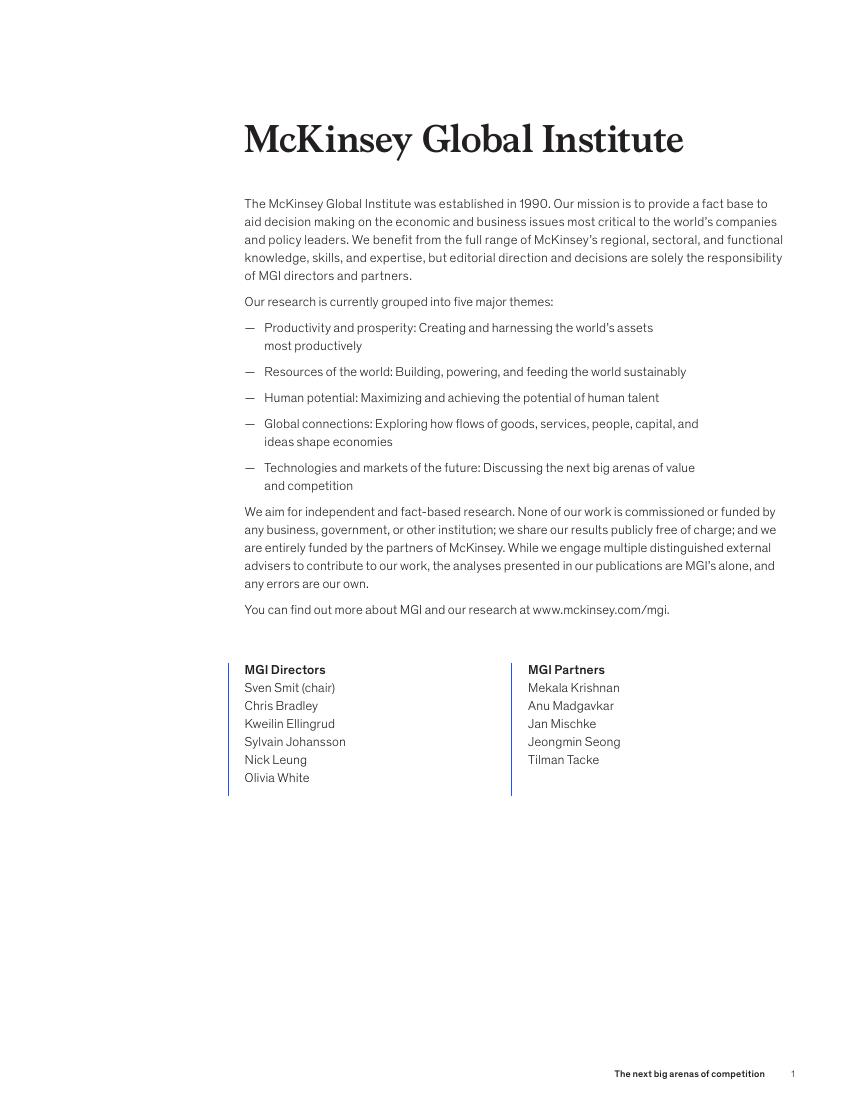 McKinsey Global Institute
The McKinsey Global Institute was established in 1990. Our mission is to provide a fact base to
aid decision making on the economic and business issues most critical to the world’s companies
and policy leaders. We benefit from the full range of McKinsey’s regional, sectoral, and functional
knowledge, skills, and expertise, but editorial direction and decisions are solely the responsibility
of MGI directors and partners.
Our research is currently grouped into five major themes:
— Productivity and prosperity: Creating and harnessing the world’s assets
most productively
— Resources of the world: Building, powering, and feeding the world sustainably
— Human potential: Maximizing and achieving the potential of human talent
— Global connections: Exploring how flows of goods, services, people, capital, and
ideas shape economies
— Technologies and markets of the future: Discussing the next big arenas of value
and competition
We aim for independent and fact-based research. None of our work is commissioned or funded by
any business, government, or other institution; we share our results publicly free of charge; and we
are entirely funded by the partners of McKinsey. While we engage multiple distinguished external
advisers to contribute to our work, the analyses presented in our publications are MGI’s alone, and
any errors are our own.
You can find out more about MGI and our research at www.mckinsey.com/mgi.
MGI Directors
Sven Smit (chair)
Chris Bradley
Kweilin Ellingrud
Sylvain Johansson
Nick Leung
Olivia White
MGI Partners
Mekala Krishnan
Anu Madgavkar
Jan Mischke
Jeongmin Seong
Tilman Tacke
The next big arenas of competition 1